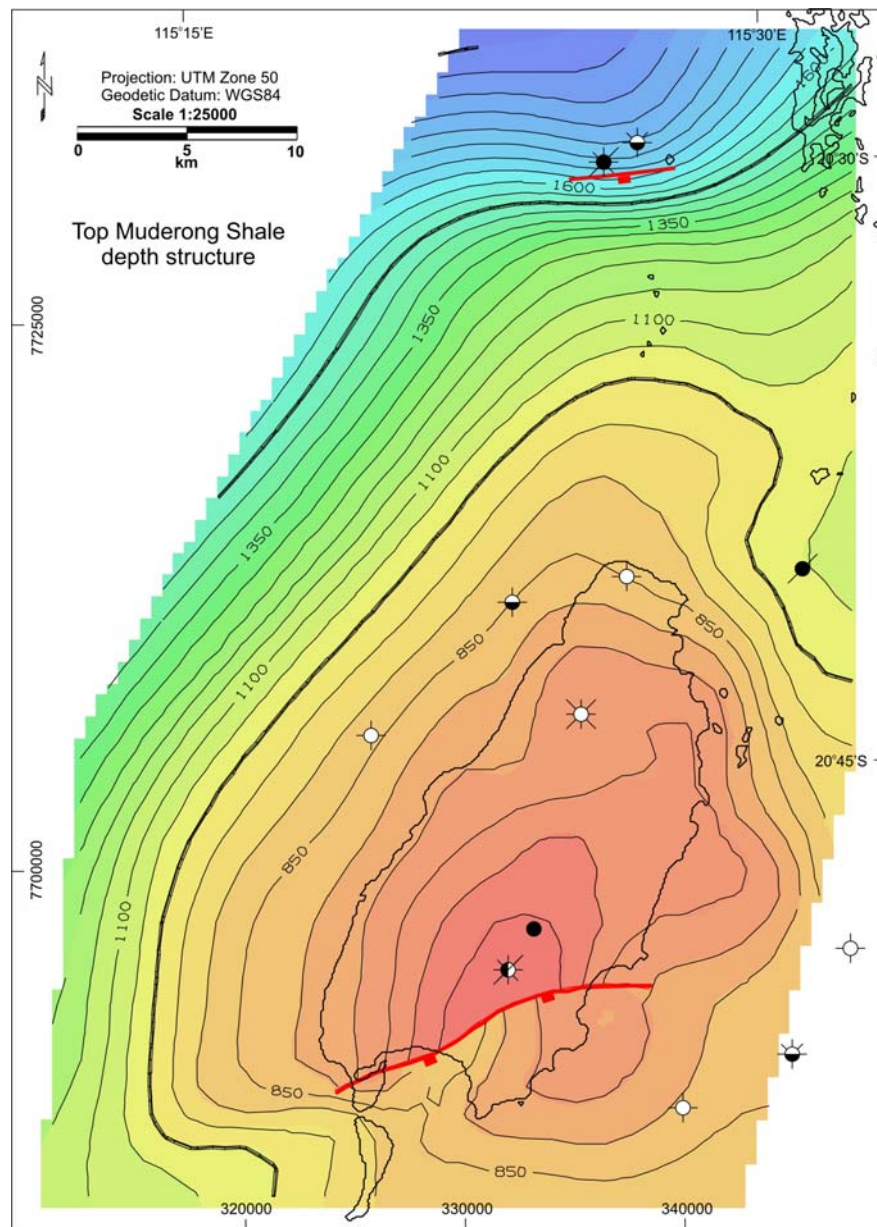 115°15'E
115°30'E
N
Projection: UTM Zone 50
Geodetic Datum: WGS84
Scale 1:25000
0 5 10
km
1600
20°30'S
1600
Top Muderong Shale
depth structure
1350
7725000
1350
1100
1100
1350
850
850
1100
20°45'S
850
7700000
1100
850
850
320000
330000
340000